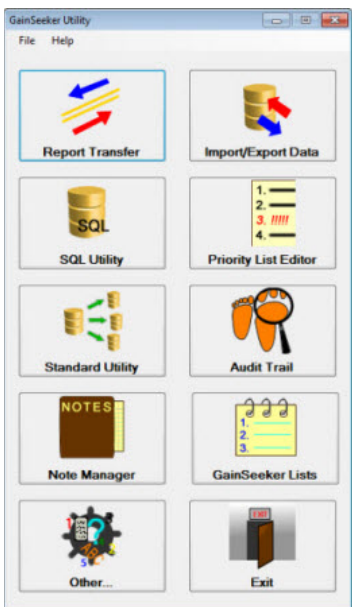 GainSeeker Utility
File Help
Report Transfer
Import/Export Data
SQL
SQL Utility
1.
2.
3. !!!!!
4.
Priority List Editor
Standard Utility
Audit Trail
NOTES
Note Manager
1.
2.
3.
GainSeeker Lists
Other...
EXIT
Exit